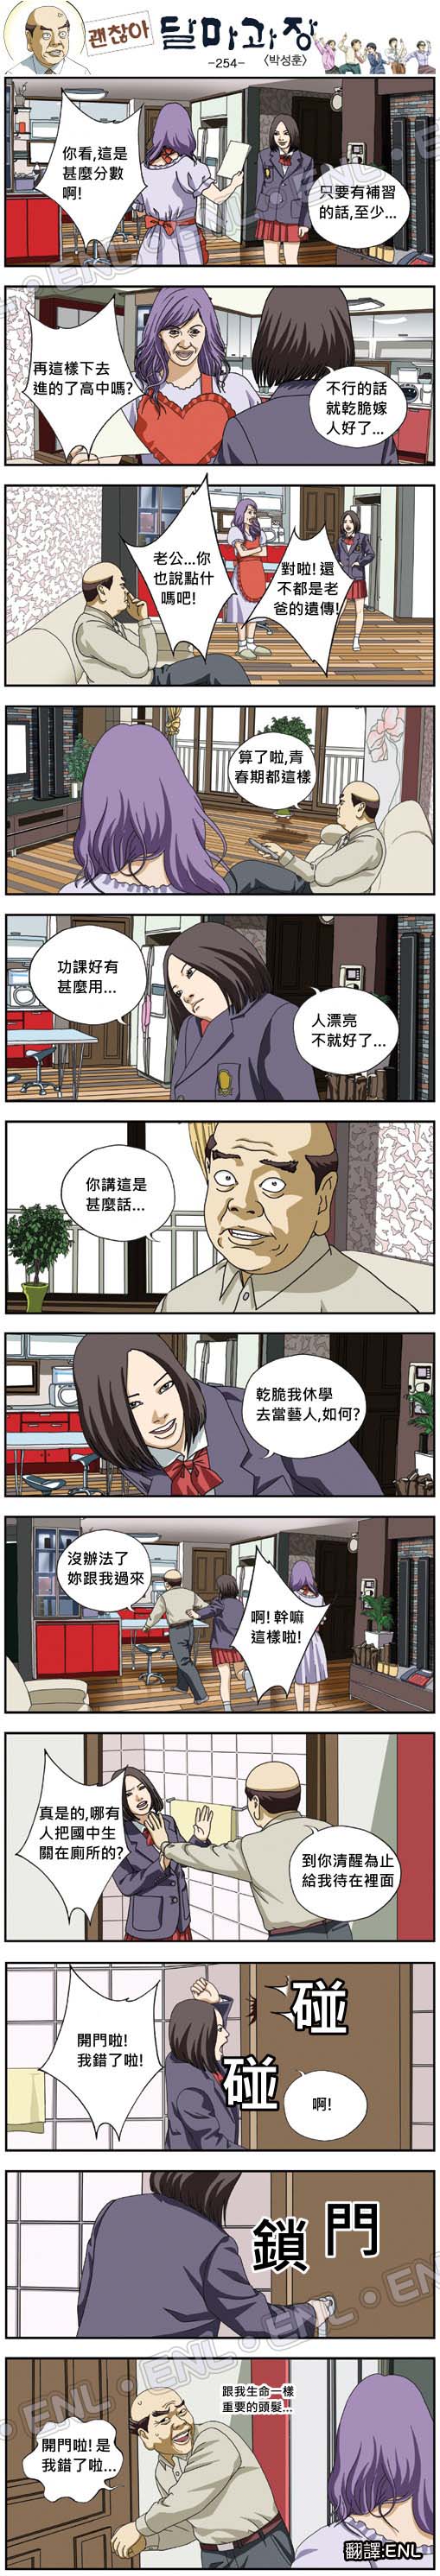 괜찮아 달마과장
-254- <박성훈>
你看,這是
甚麼分數
啊!
只要有補習
的話,至少...
再這樣下去
進的了高中嗎?
不行的話
就乾脆嫁
人好了...
老公...你
也說點什
嗎吧!
對啦! 還
不都是老
爸的遺傳!
算了啦,青
春期都這樣
功課好有
甚麼用...
人漂亮
不就好了...
你講這是
甚麼話...
乾脆我休學
去當藝人,如何?
沒辦法了
妳跟我過來
啊! 幹嘛
這樣啦!
真是的,哪有
人把國中生
關在廁所的?
到你清醒為止
給我待在裡面
開門啦!
我錯了啦!
碰
碰
啊!
鎖門
跟我生命一樣
重要的頭髮...
開門啦! 是
我錯了啦...
翻譯:ENL
ENL • ENL • ENL • ENL
ENL • ENL • ENL • ENL